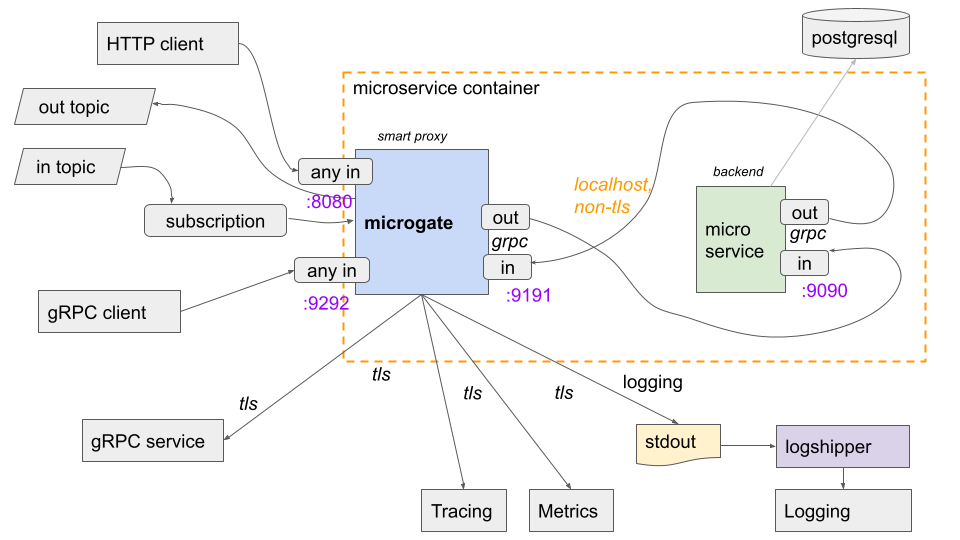 HTTP client
postgresql
microservice container
out topic
smart proxy
in topic
any in
:8080
subscription
microgate
out
grpc
in
:9191
localhost,
non-tls
backend
micro
service
out
grpc
in
:9090
any in
:9292
gRPC client
tls
tls
tls
tls
logging
gRPC service
stdout
logshipper
Tracing
Metrics
Logging